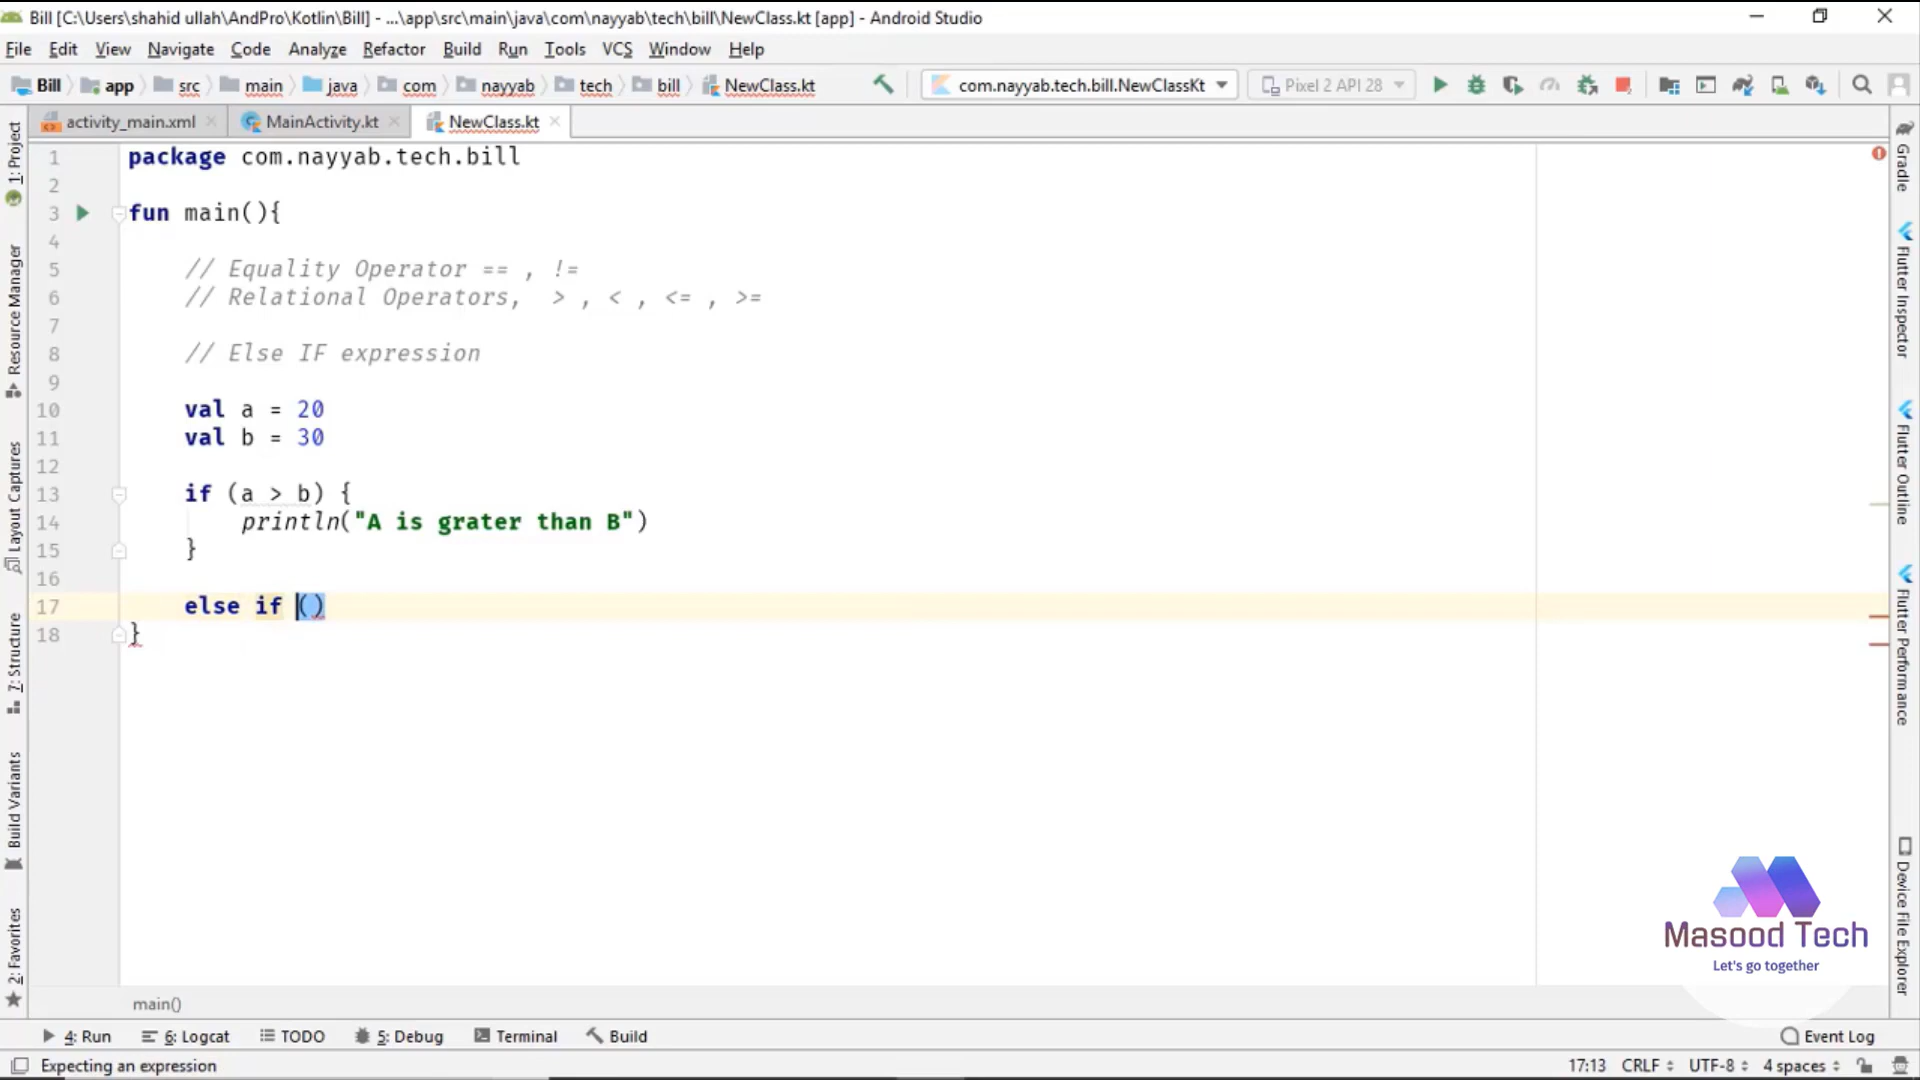 Bill [C:\Users\shahid ullah\AndPro\Kotlin\Bill] - ...\app\src\main\java\com\nayyab\tech\bill\NewClass.kt [app] - Android Studio
File Edit View Navigate Code Analyze Refactor Build Run Tools VCS Window Help
Bill app src main java com nayyab tech bill NewClass.kt com.nayyab.tech.bill.NewClassKt Pixel 2 API 28
activity_main.xml MainActivity.kt NewClass.kt
1 package com.nayyab.tech.bill
2
3 fun main(){
4
5 // Equality Operator == , !=
6 // Relational Operators, > , < , <= , >=
7
8 // Else IF expression
9
10 val a = 20
11 val b = 30
12
13 if (a > b) {
14 println("A is grater than B")
15 }
16
17 else if ()
18 }
1: Project
Resource Manager
Layout Captures
7: Structure
Build Variants
2: Favorites
Gradle
Flutter Inspector
Flutter Outline
Flutter Performance
Device File Explorer
Masood Tech
Let's go together
main()
4: Run 6: Logcat TODO 5: Debug Terminal Build Event Log
Expecting an expression 17:13 CRLF UTF-8 4 spaces